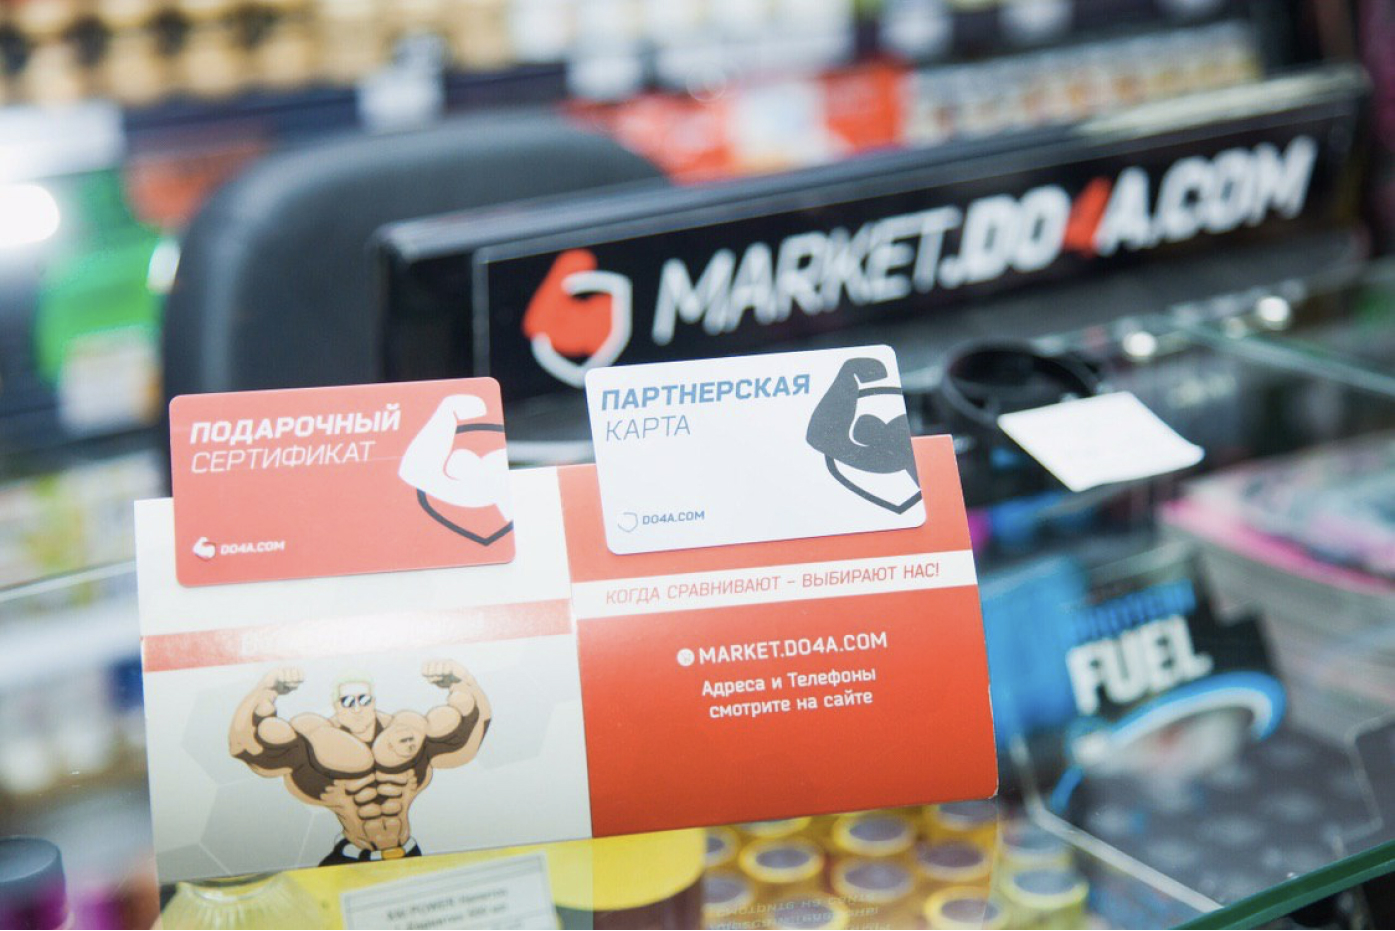 MARKET.DO4A.COM
ПОДАРОЧНЫЙ
СЕРТИФИКАТ
DO4A.COM
ПАРТНЕРСКАЯ
КАРТА
DO4A.COM
КОГДА СРАВНИВАЮТ – ВЫБИРАЮТ НАС!
MARKET.DO4A.COM
Адреса и Телефоны
смотрите на сайте
FUEL